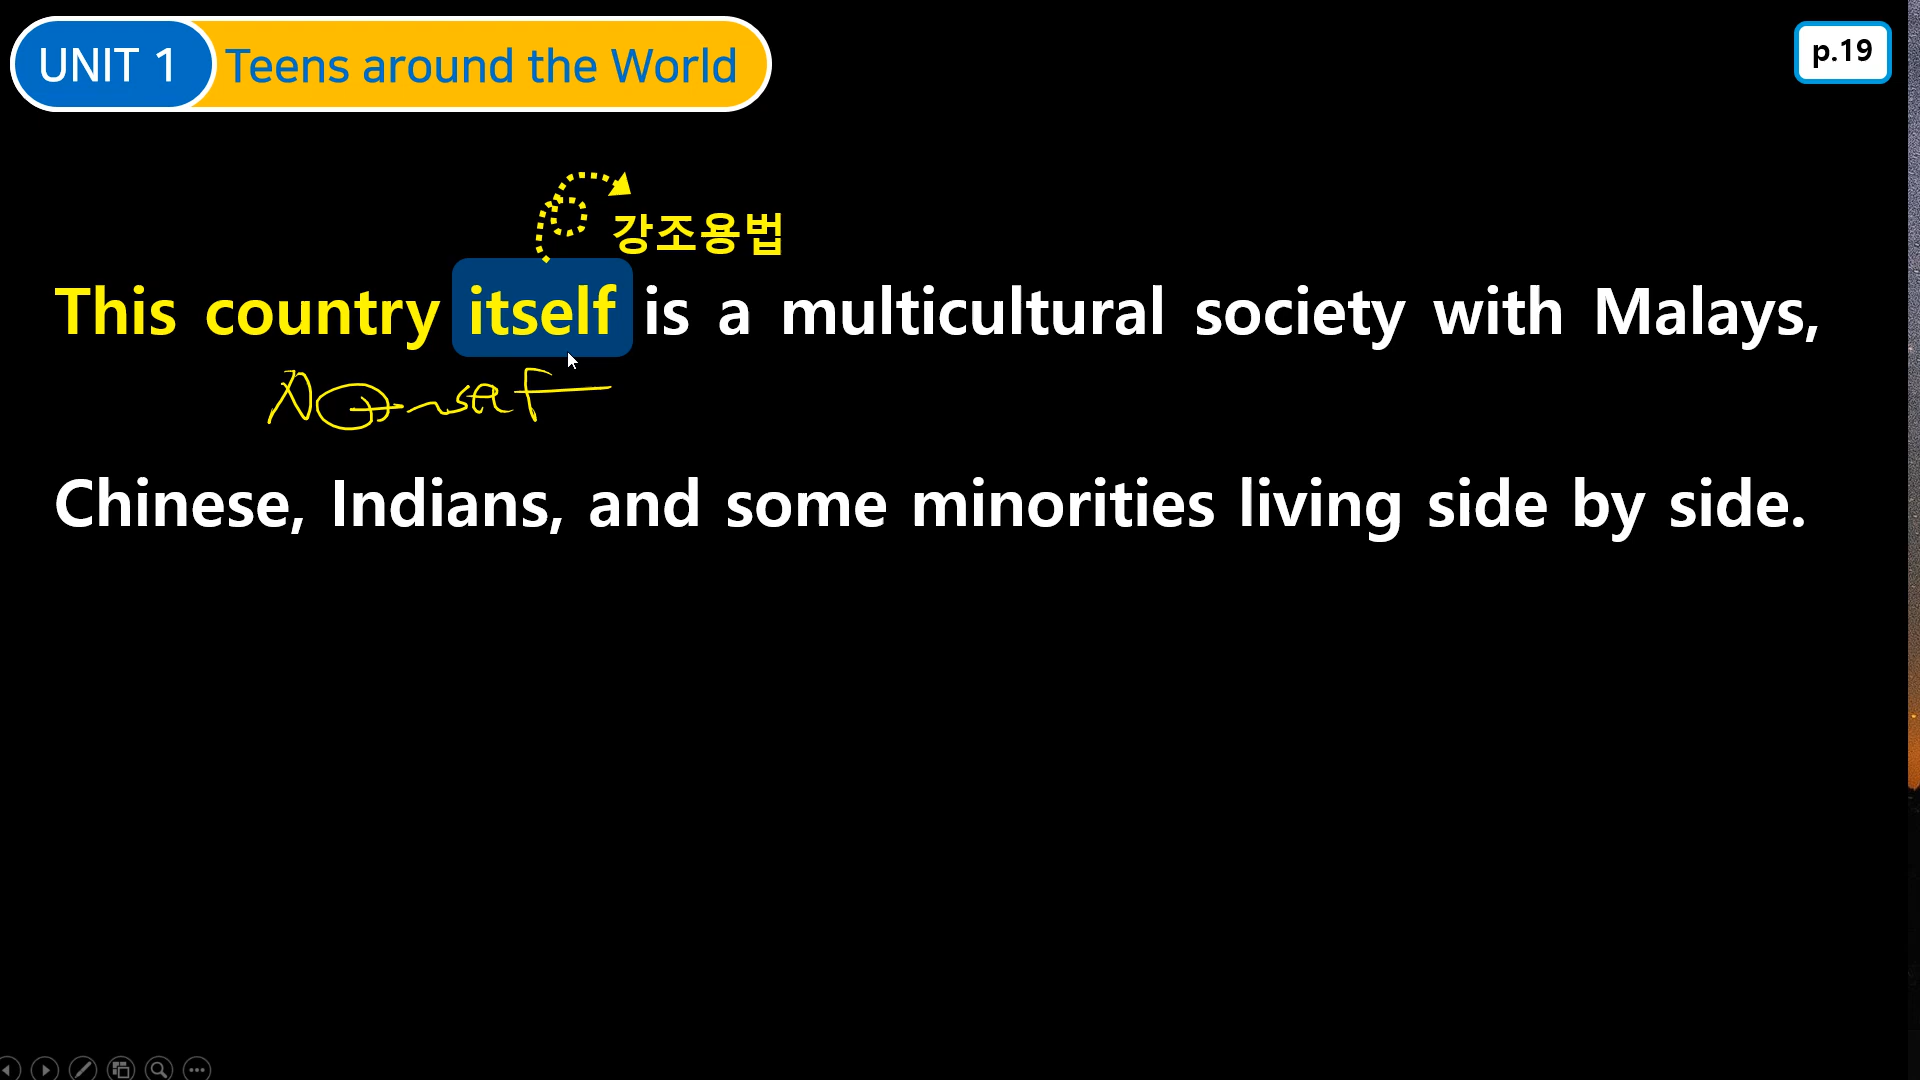 UNIT 1 Teens around the World
p.19
강조용법
This country itself is a multicultural society with Malays,
Chinese, Indians, and some minorities living side by side.